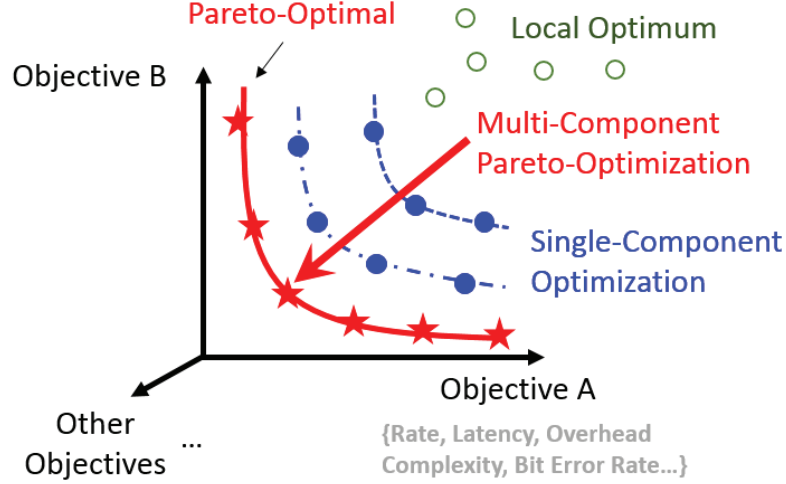 Pareto-Optimal
Local Optimum
Objective B
Multi-Component
Pareto-Optimization
Single-Component
Optimization
Objective A
Other
Objectives ...
{Rate, Latency, Overhead
Complexity, Bit Error Rate...}